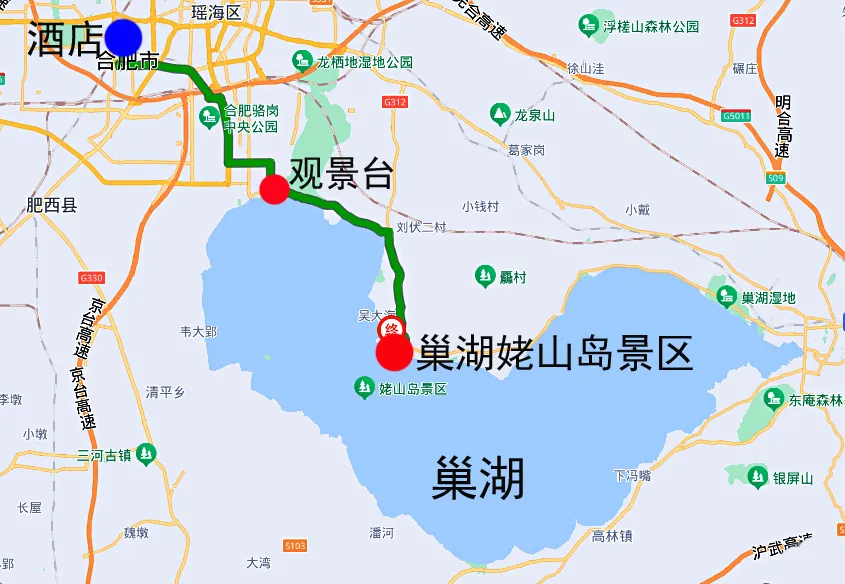 瑶海区
G312
浮槎山森林公园
酒店
合肥市
龙栖地湿地公园
徐山洼
碾庄
G312
合肥骆岗
中央公园
龙泉山
G5011
明合高速
葛家岗
观景台
S09
肥西县
小钱村
小戴
刘伏二村
G330
靐村
巢湖湿地
京台高速
韦大郢
吴大海
终
巢湖姥山岛景区
京台高速
清平乡
姥山岛景区
李墩
东庵森林
小墩
三河古镇
巢湖
下冯嘴
银屏山
长屋
魏墩
潘河
高林镇
S103
大湾
沪武高速